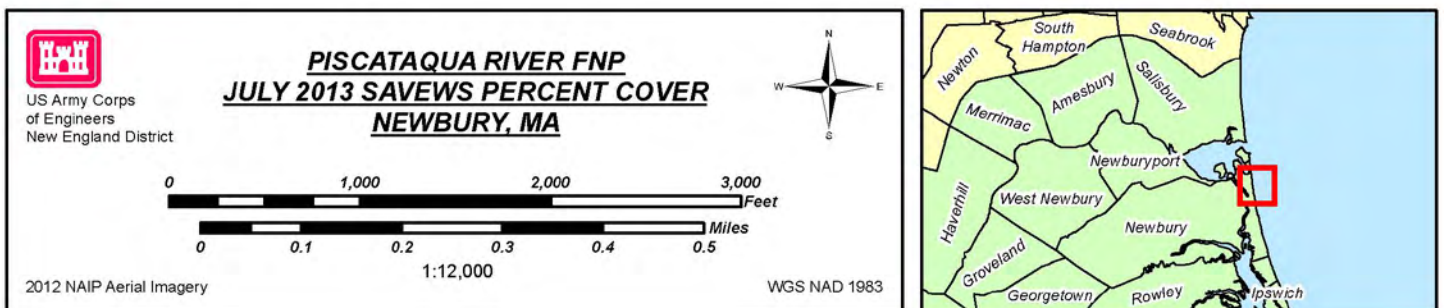 US Army Corps
of Engineers
New England District
PISCATAQUA RIVER FNP
JULY 2013 SAVEWS PERCENT COVER
NEWBURY, MA
N
W E
S
0 1,000 2,000 3,000
Feet
Miles
0 0.1 0.2 0.3 0.4 0.5
1:12,000
2012 NAIP Aerial Imagery
WGS NAD 1983
South
Hampton
Seabrook
Newton
Amesbury
Salisbury
Merrimac
Newburyport
Haverhill
West Newbury
Newbury
Groveland
Georgetown
Rowley
Ipswich